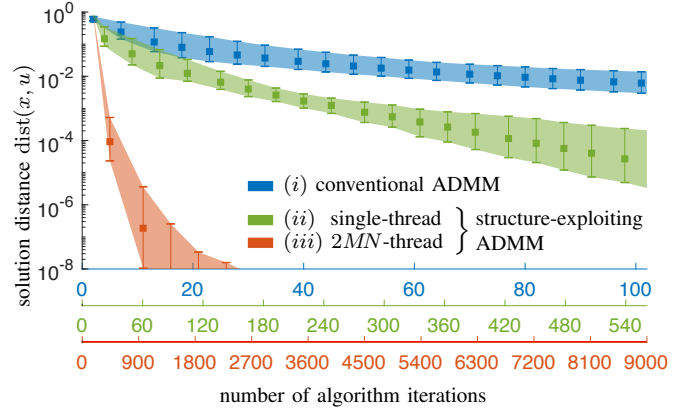 solution distance dist(x, u)
10^0
10^-2
10^-4
10^-6
10^-8
(i) conventional ADMM
(ii) single-thread
(iii) 2MN-thread
structure-exploiting
ADMM
0 20 40 60 80 100
0 60 120 180 240 300 360 420 480 540
0 900 1800 2700 3600 4500 5400 6300 7200 8100 9000
number of algorithm iterations